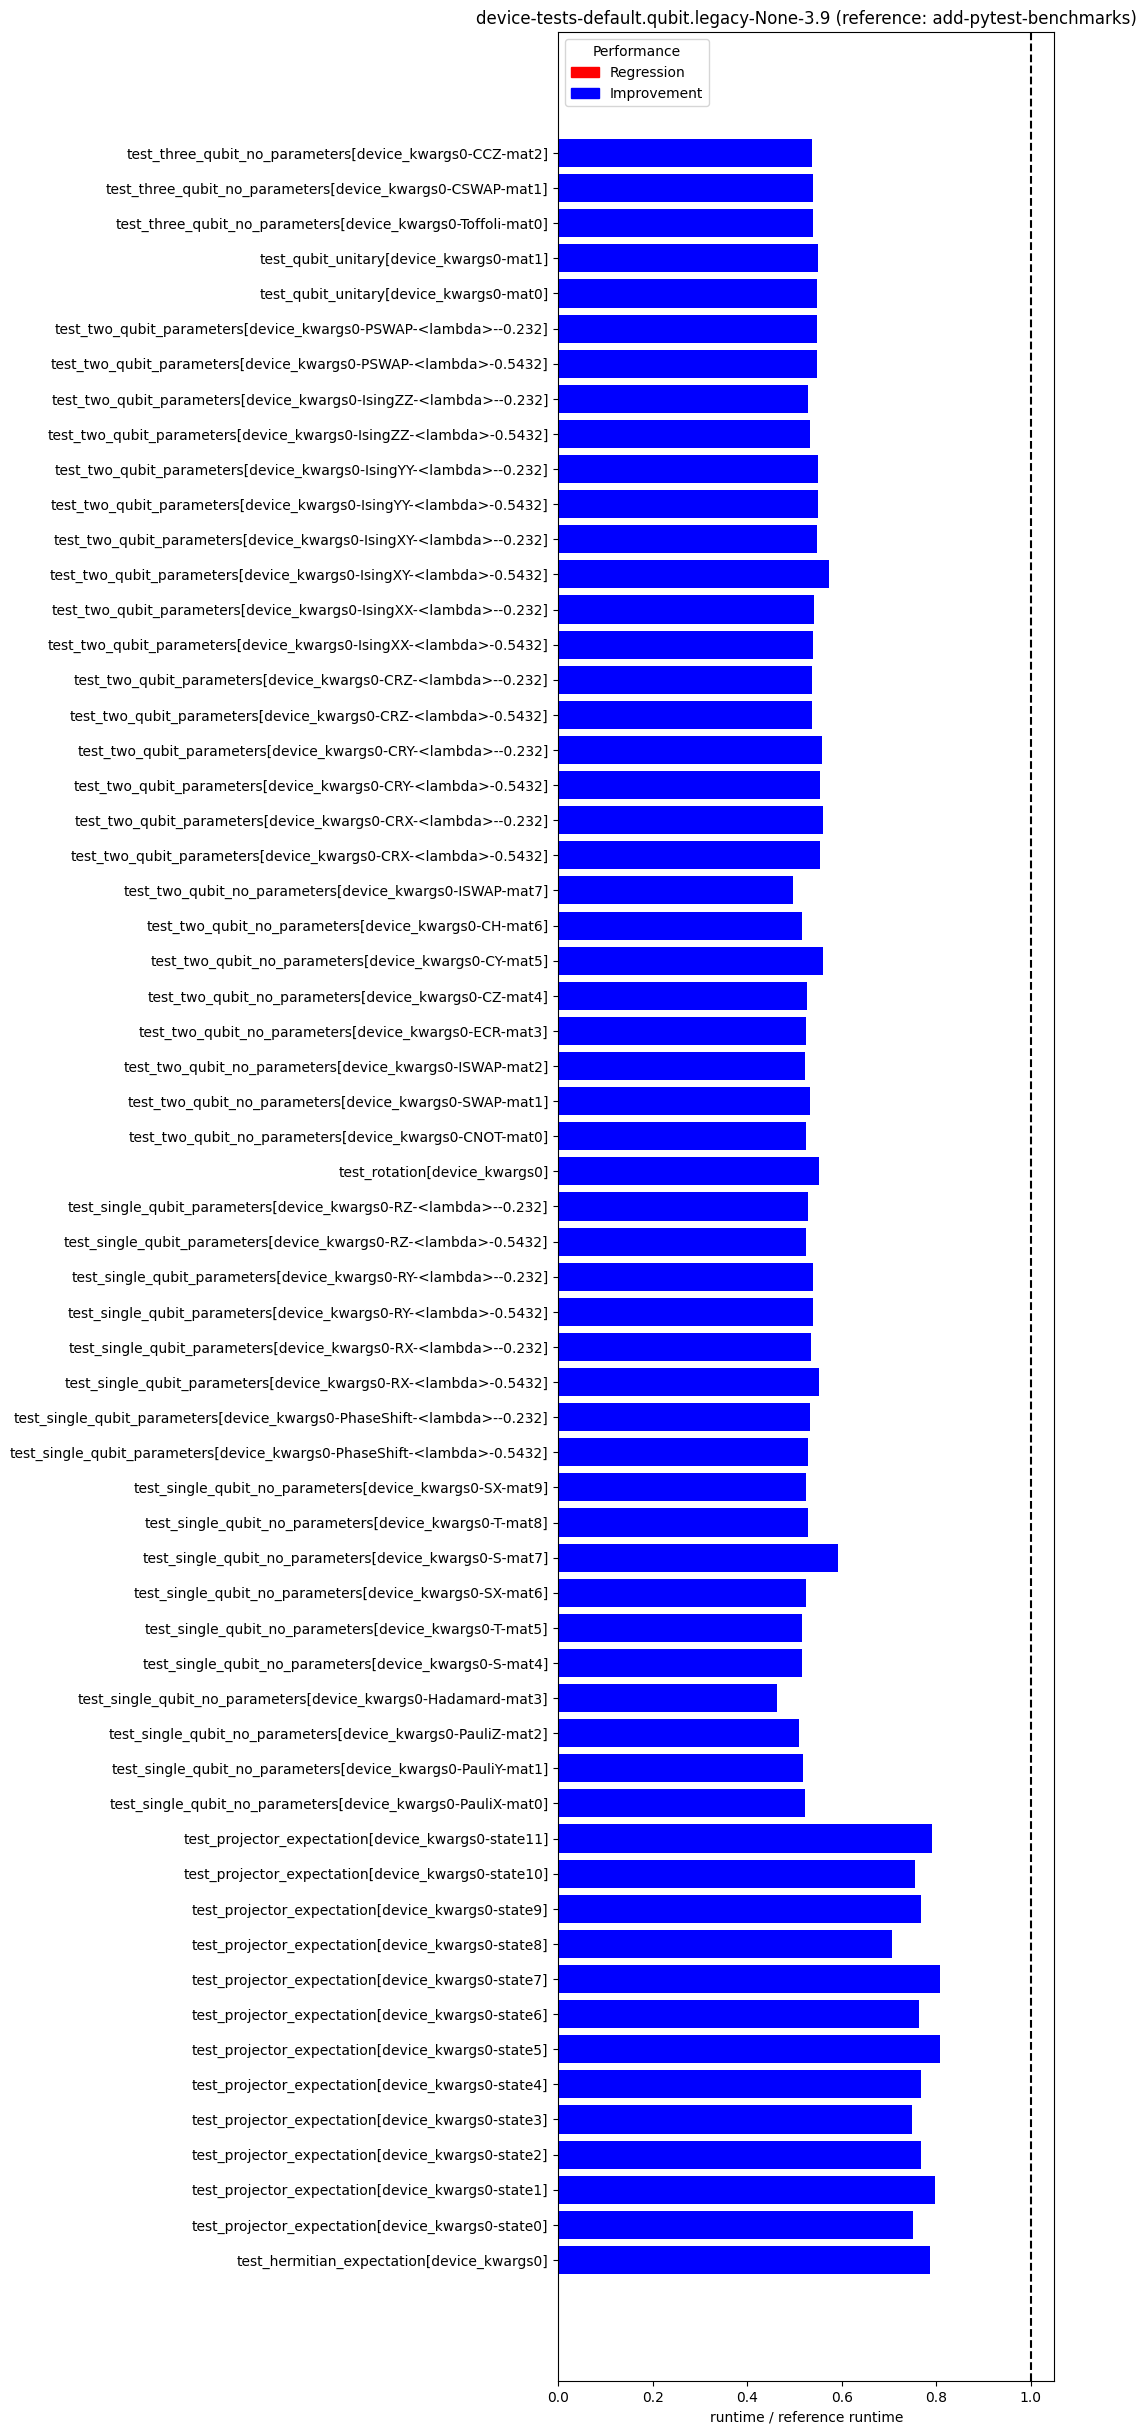 device-tests-default.qubit.legacy-None-3.9 (reference: add-pytest-benchmarks)
Performance
Regression
Improvement
test_three_qubit_no_parameters[device_kwargs0-CCZ-mat2]
test_three_qubit_no_parameters[device_kwargs0-CSWAP-mat1]
test_three_qubit_no_parameters[device_kwargs0-Toffoli-mat0]
test_qubit_unitary[device_kwargs0-mat1]
test_qubit_unitary[device_kwargs0-mat0]
test_two_qubit_parameters[device_kwargs0-PSWAP-<lambda>--0.232]
test_two_qubit_parameters[device_kwargs0-PSWAP-<lambda>-0.5432]
test_two_qubit_parameters[device_kwargs0-IsingZZ-<lambda>--0.232]
test_two_qubit_parameters[device_kwargs0-IsingZZ-<lambda>-0.5432]
test_two_qubit_parameters[device_kwargs0-IsingYY-<lambda>--0.232]
test_two_qubit_parameters[device_kwargs0-IsingYY-<lambda>-0.5432]
test_two_qubit_parameters[device_kwargs0-IsingXY-<lambda>--0.232]
test_two_qubit_parameters[device_kwargs0-IsingXY-<lambda>-0.5432]
test_two_qubit_parameters[device_kwargs0-IsingXX-<lambda>--0.232]
test_two_qubit_parameters[device_kwargs0-IsingXX-<lambda>-0.5432]
test_two_qubit_parameters[device_kwargs0-CRZ-<lambda>--0.232]
test_two_qubit_parameters[device_kwargs0-CRZ-<lambda>-0.5432]
test_two_qubit_parameters[device_kwargs0-CRY-<lambda>--0.232]
test_two_qubit_parameters[device_kwargs0-CRY-<lambda>-0.5432]
test_two_qubit_parameters[device_kwargs0-CRX-<lambda>--0.232]
test_two_qubit_parameters[device_kwargs0-CRX-<lambda>-0.5432]
test_two_qubit_no_parameters[device_kwargs0-ISWAP-mat7]
test_two_qubit_no_parameters[device_kwargs0-CH-mat6]
test_two_qubit_no_parameters[device_kwargs0-CY-mat5]
test_two_qubit_no_parameters[device_kwargs0-CZ-mat4]
test_two_qubit_no_parameters[device_kwargs0-ECR-mat3]
test_two_qubit_no_parameters[device_kwargs0-ISWAP-mat2]
test_two_qubit_no_parameters[device_kwargs0-SWAP-mat1]
test_two_qubit_no_parameters[device_kwargs0-CNOT-mat0]
test_rotation[device_kwargs0]
test_single_qubit_parameters[device_kwargs0-RZ-<lambda>--0.232]
test_single_qubit_parameters[device_kwargs0-RZ-<lambda>-0.5432]
test_single_qubit_parameters[device_kwargs0-RY-<lambda>--0.232]
test_single_qubit_parameters[device_kwargs0-RY-<lambda>-0.5432]
test_single_qubit_parameters[device_kwargs0-RX-<lambda>--0.232]
test_single_qubit_parameters[device_kwargs0-RX-<lambda>-0.5432]
test_single_qubit_parameters[device_kwargs0-PhaseShift-<lambda>--0.232]
test_single_qubit_parameters[device_kwargs0-PhaseShift-<lambda>-0.5432]
test_single_qubit_no_parameters[device_kwargs0-SX-mat9]
test_single_qubit_no_parameters[device_kwargs0-T-mat8]
test_single_qubit_no_parameters[device_kwargs0-S-mat7]
test_single_qubit_no_parameters[device_kwargs0-SX-mat6]
test_single_qubit_no_parameters[device_kwargs0-T-mat5]
test_single_qubit_no_parameters[device_kwargs0-S-mat4]
test_single_qubit_no_parameters[device_kwargs0-Hadamard-mat3]
test_single_qubit_no_parameters[device_kwargs0-PauliZ-mat2]
test_single_qubit_no_parameters[device_kwargs0-PauliY-mat1]
test_single_qubit_no_parameters[device_kwargs0-PauliX-mat0]
test_projector_expectation[device_kwargs0-state11]
test_projector_expectation[device_kwargs0-state10]
test_projector_expectation[device_kwargs0-state9]
test_projector_expectation[device_kwargs0-state8]
test_projector_expectation[device_kwargs0-state7]
test_projector_expectation[device_kwargs0-state6]
test_projector_expectation[device_kwargs0-state5]
test_projector_expectation[device_kwargs0-state4]
test_projector_expectation[device_kwargs0-state3]
test_projector_expectation[device_kwargs0-state2]
test_projector_expectation[device_kwargs0-state1]
test_projector_expectation[device_kwargs0-state0]
test_hermitian_expectation[device_kwargs0]
0.0 0.2 0.4 0.6 0.8 1.0
runtime / reference runtime